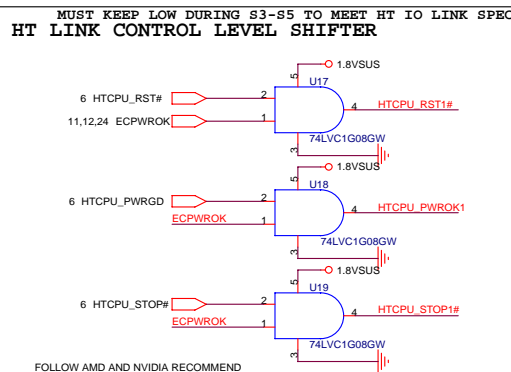 MUST KEEP LOW DURING S3-S5 TO MEET HT IO LINK SPEC
HT LINK CONTROL LEVEL SHIFTER
1.8VSUS
5
U17
6 HTCPU_RST#
2
4
HTCPU_RST1#
11,12,24 ECPWROK
1
3
74LVC1G08GW
1.8VSUS
5
U18
6 HTCPU_PWRGD
2
4
HTCPU_PWROK1
ECPWROK
1
3
74LVC1G08GW
1.8VSUS
5
U19
6 HTCPU_STOP#
2
4
HTCPU_STOP1#
ECPWROK
1
3
74LVC1G08GW
FOLLOW AMD AND NVIDIA RECOMMEND